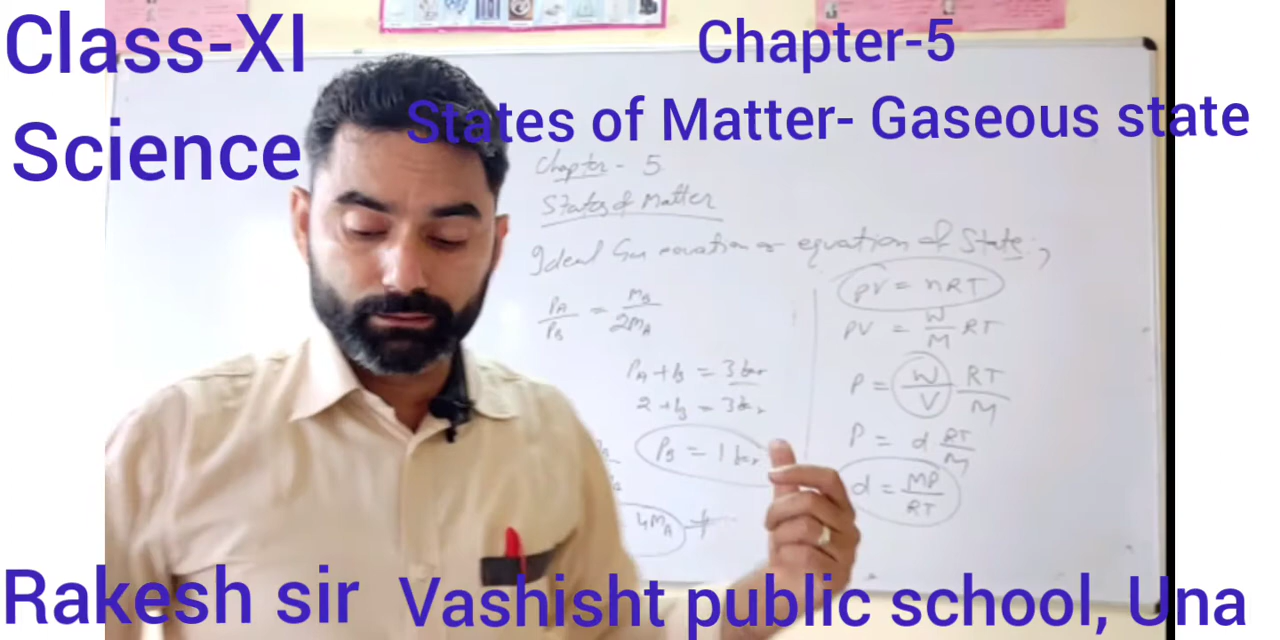 Class-XI
Science
Chapter-5
States of Matter- Gaseous state
Chapter - 5
States of Matter
Ideal Gas equation or equation of State:,
PA/PB = MB/2MA
PA + PB = 3 bar
2 + PB = 3 bar
PB = 1 bar
4MA
PV = nRT
PV = W/M RT
P = W/V RT/M
P = d RT/M
d = MP/RT
Rakesh sir
Vashisht public school, Una